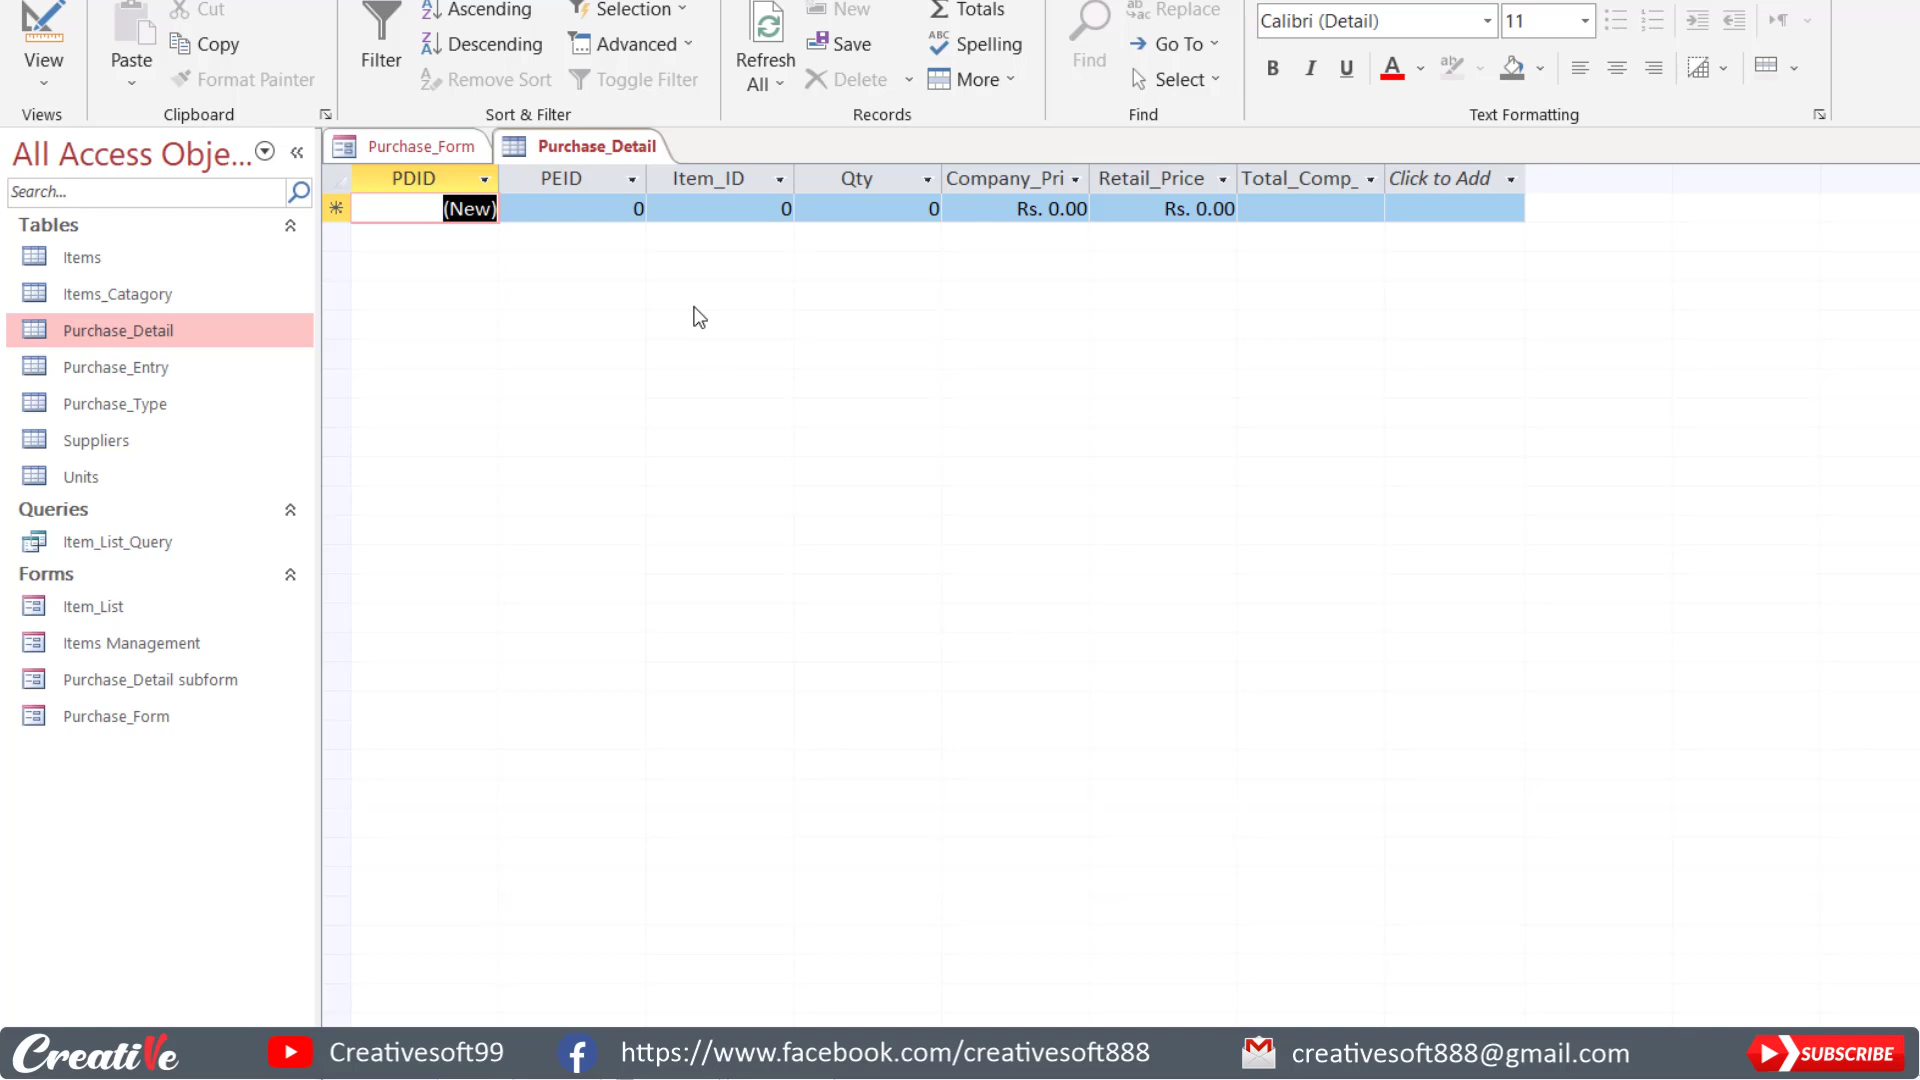 View
Views
Paste
Cut
Copy
Format Painter
Clipboard
Filter
Ascending
Descending
Remove Sort
Selection
Advanced
Toggle Filter
Sort & Filter
Refresh
All
New
Save
Delete
Totals
Spelling
More
Records
Find
Replace
Go To
Select
Find
Calibri (Detail)
11
B I U A
Text Formatting
All Access Obje...
Search...
Tables
Items
Items_Catagory
Purchase_Detail
Purchase_Entry
Purchase_Type
Suppliers
Units
Queries
Item_List_Query
Forms
Item_List
Items Management
Purchase_Detail subform
Purchase_Form
Purchase_Form
Purchase_Detail
PDID PEID Item_ID Qty Company_Pri Retail_Price Total_Comp_ Click to Add
(New) 0 0 0 Rs. 0.00 Rs. 0.00
CreatiVe
Creativesoft99
https://www.facebook.com/creativesoft888
creativesoft888@gmail.com
SUBSCRIBE